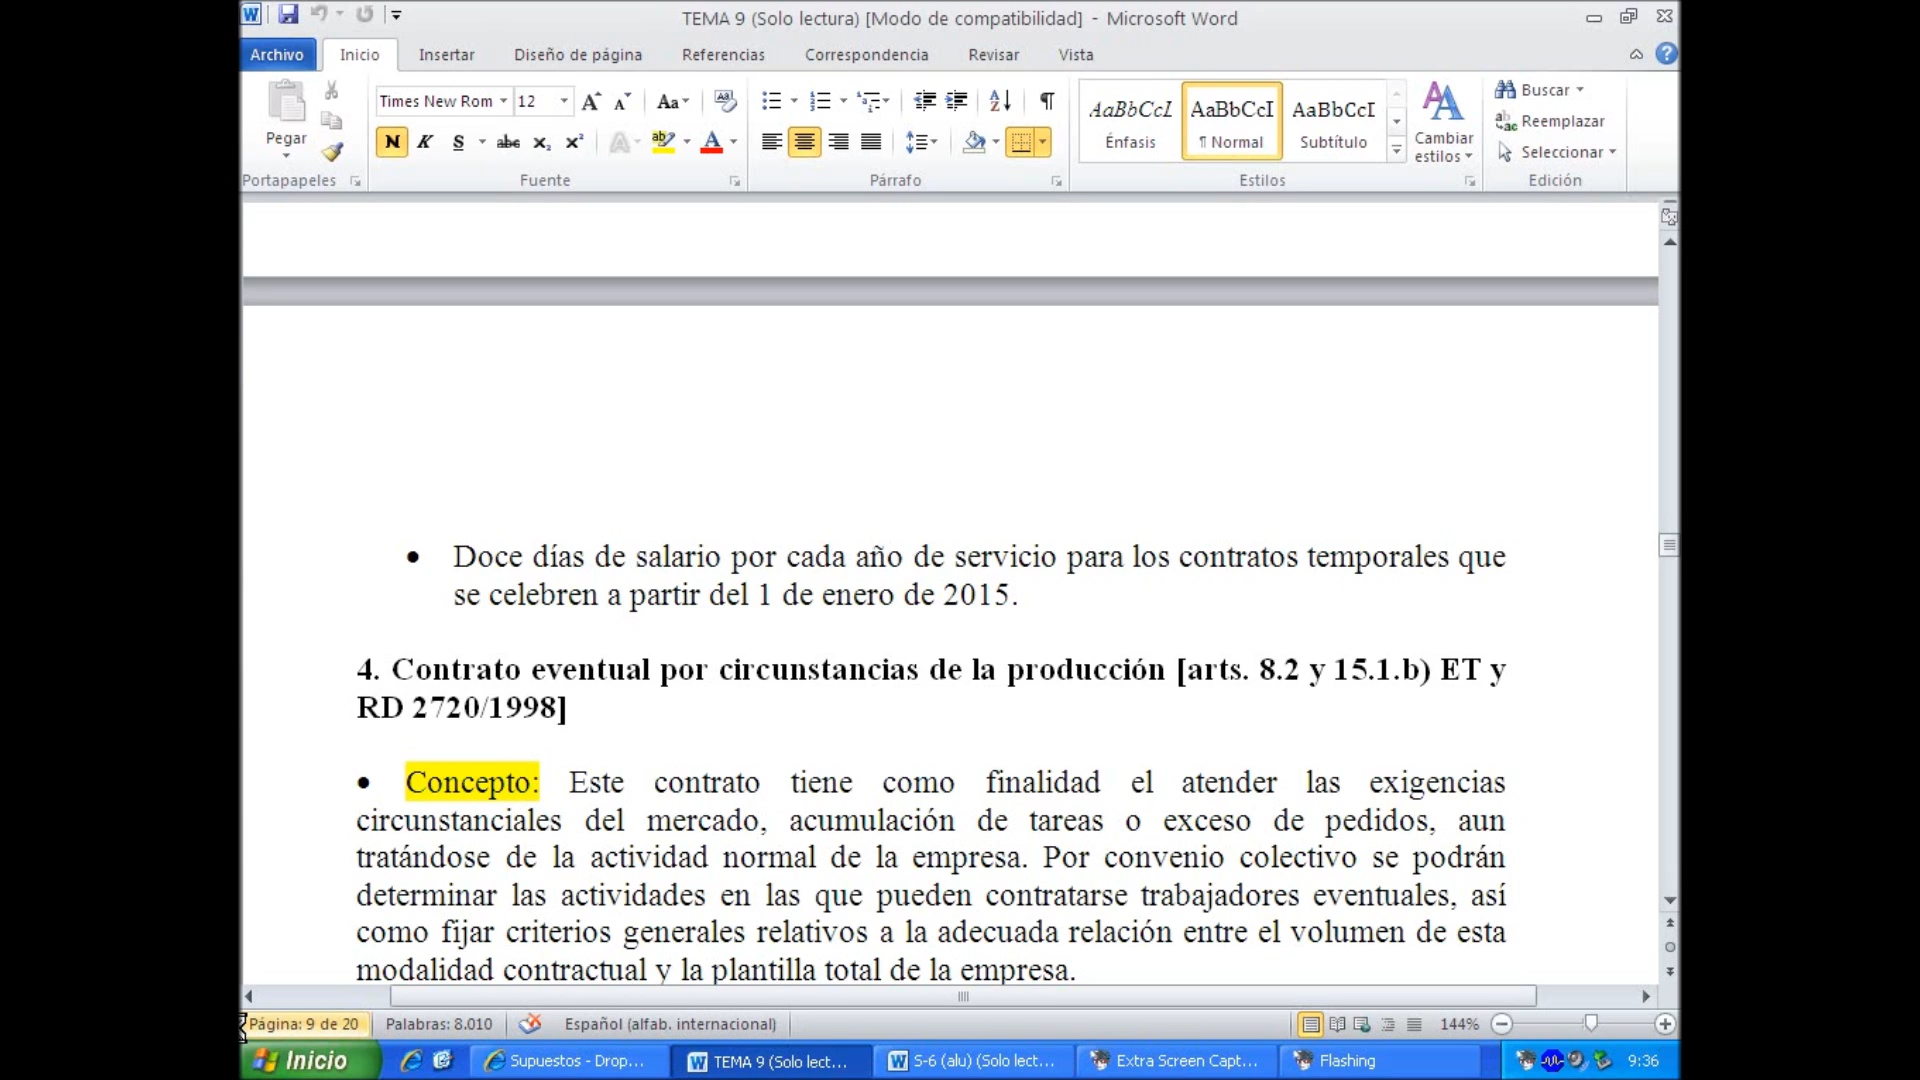 TEMA 9 (Solo lectura) [Modo de compatibilidad] - Microsoft Word
Archivo Inicio Insertar Diseño de página Referencias Correspondencia Revisar Vista
Times New Rom 12 Aa
Pegar
N K S abc x₂ x² A ab A
AaBbCcI AaBbCcI AaBbCcI
Énfasis ¶ Normal Subtítulo
Cambiar estilos
Buscar
Reemplazar
Seleccionar
Portapapeles Fuente Párrafo Estilos Edición
• Doce días de salario por cada año de servicio para los contratos temporales que
se celebren a partir del 1 de enero de 2015.
4. Contrato eventual por circunstancias de la producción [arts. 8.2 y 15.1.b) ET y
RD 2720/1998]
• Concepto: Este contrato tiene como finalidad el atender las exigencias
circunstanciales del mercado, acumulación de tareas o exceso de pedidos, aun
tratándose de la actividad normal de la empresa. Por convenio colectivo se podrán
determinar las actividades en las que pueden contratarse trabajadores eventuales, así
como fijar criterios generales relativos a la adecuada relación entre el volumen de esta
modalidad contractual y la plantilla total de la empresa.
Página: 9 de 20 Palabras: 8.010 Español (alfab. internacional) 144%
Inicio Supuestos - Drop... TEMA 9 (Solo lect... S-6 (alu) (Solo lect... Extra Screen Capt... Flashing 9:36